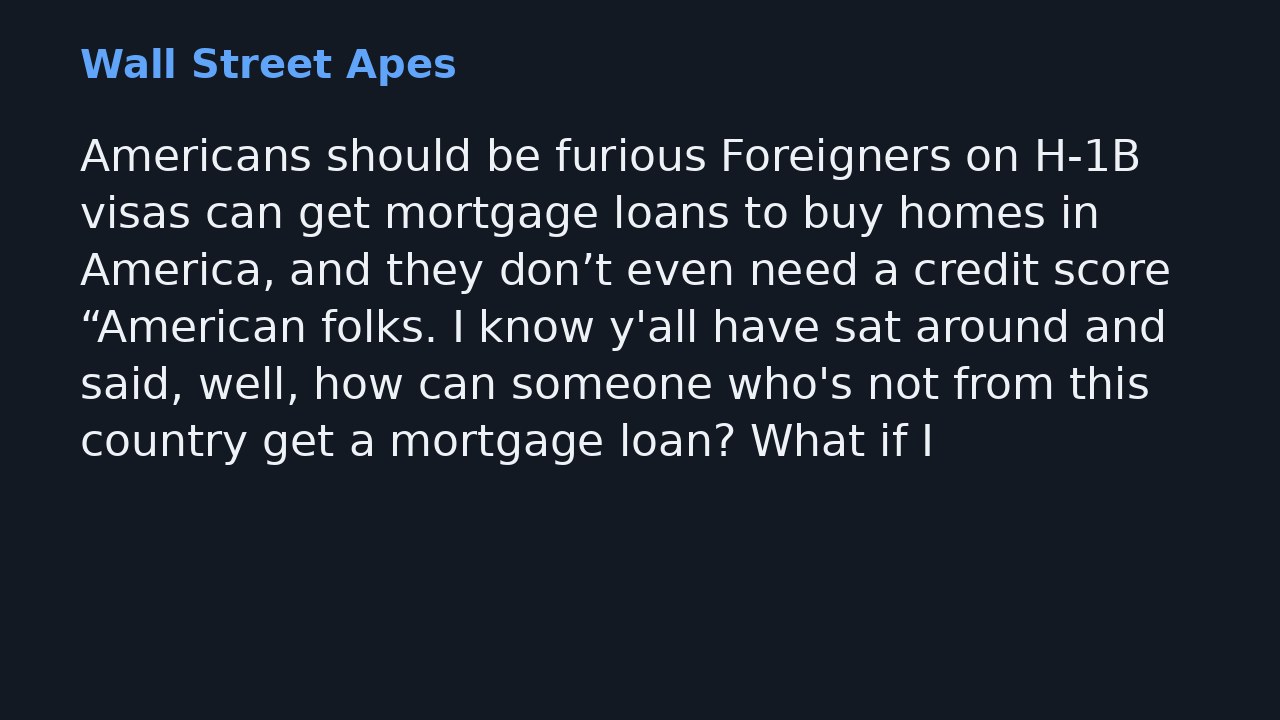 Wall Street Apes
Americans should be furious Foreigners on H-1B
visas can get mortgage loans to buy homes in
America, and they don’t even need a credit score
“American folks. I know y'all have sat around and
said, well, how can someone who's not from this
country get a mortgage loan? What if I